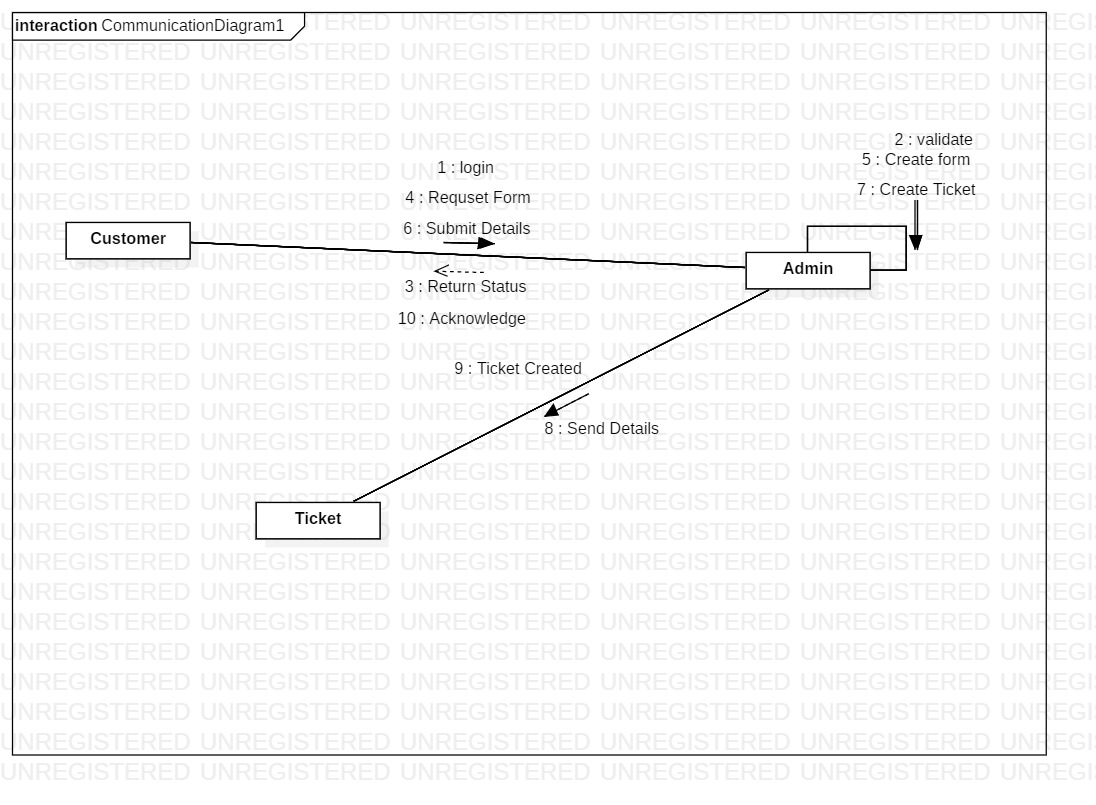 interaction CommunicationDiagram1
2 : validate
5 : Create form
1 : login
7 : Create Ticket
4 : Requset Form
6 : Submit Details
Customer
Admin
3 : Return Status
10 : Acknowledge
9 : Ticket Created
8 : Send Details
Ticket
UNREGISTERED